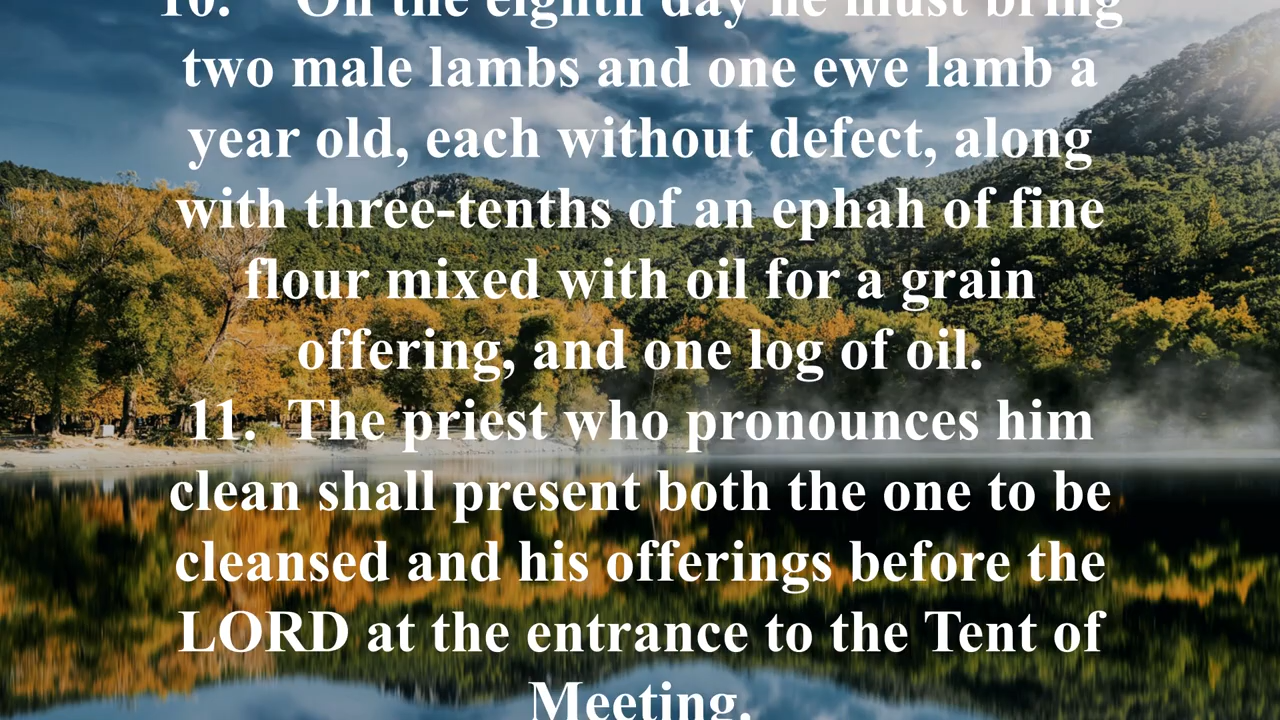 10. On the eighth day he must bring
two male lambs and one ewe lamb a
year old, each without defect, along
with three-tenths of an ephah of fine
flour mixed with oil for a grain
offering, and one log of oil.
11. The priest who pronounces him
clean shall present both the one to be
cleansed and his offerings before the
LORD at the entrance to the Tent of
Meeting.